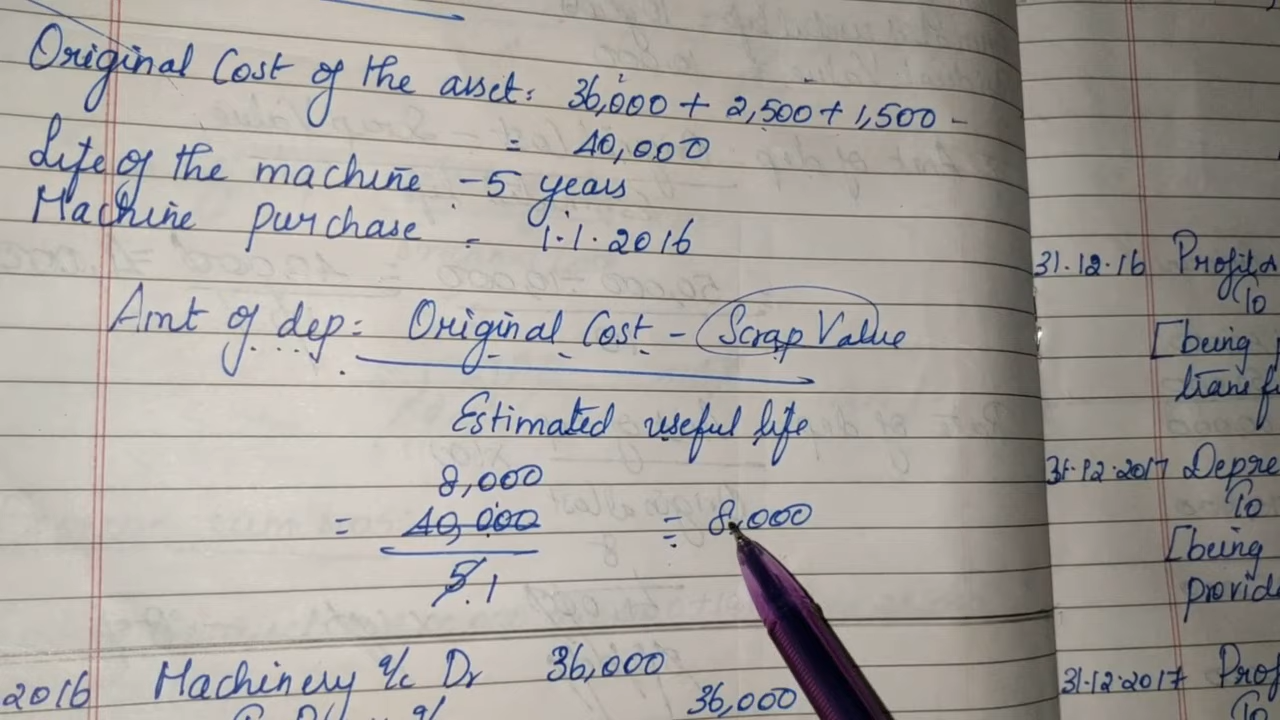 Original Cost of the asset: 36,000 + 2,500 + 1,500 -
= 40,000
Life of the machine - 5 years
Machine purchase - 1.1.2016
Amt of dep = Original Cost - Scrap Value
Estimated useful life
8,000
= 40,000 = 8,000
5 1
2016 Machinery a/c Dr 36,000
36,000
31.12.16 Profit
To
[being
transf
31.12.2017 Depre
To
[being
provid
31.12.2017 Prof
To